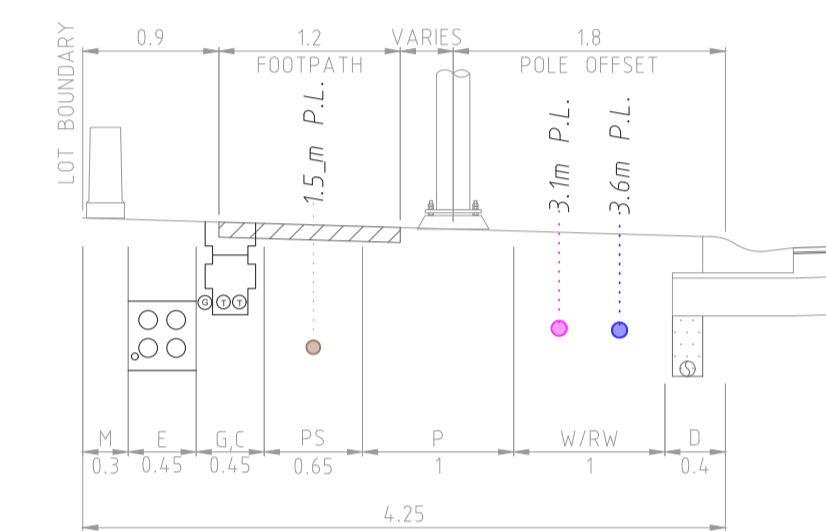 LOT BOUNDARY
0.9
1.2
VARIES
1.8
FOOTPATH
POLE OFFSET
1.5_m P.L.
3.1m P.L.
3.6m P.L.
G
T
T
S
M
E
G,C
PS
P
W/RW
D
0.3
0.45
0.45
0.65
1
1
0.4
4.25